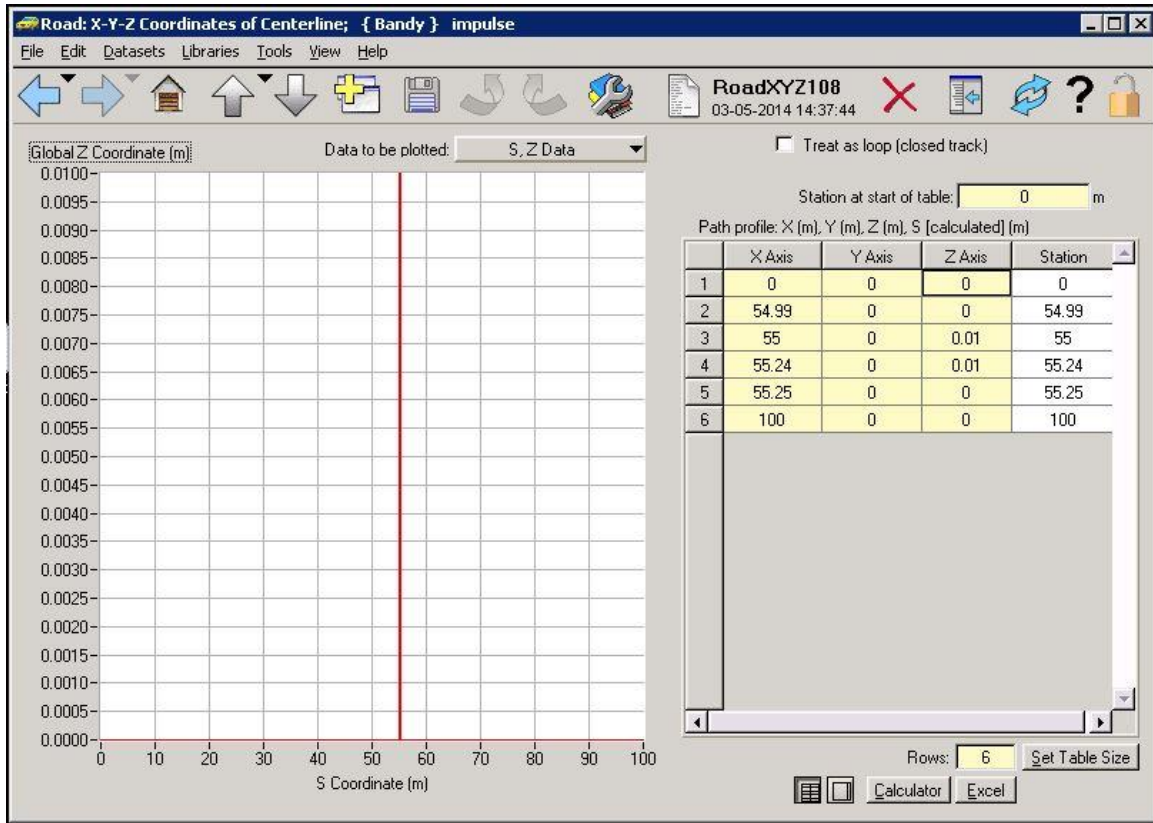 Road: X-Y-Z Coordinates of Centerline; { Bandy } impulse
File Edit Datasets Libraries Tools View Help
RoadXYZ108
03-05-2014 14:37:44
?
Global Z Coordinate (m)
Data to be plotted: S, Z Data
0.0100
0.0095
0.0090
0.0085
0.0080
0.0075
0.0070
0.0065
0.0060
0.0055
0.0050
0.0045
0.0040
0.0035
0.0030
0.0025
0.0020
0.0015
0.0010
0.0005
0.0000
0 10 20 30 40 50 60 70 80 90 100
S Coordinate (m)
Treat as loop (closed track)
Station at start of table: 0 m
Path profile: X (m), Y (m), Z (m), S [calculated] (m)
X Axis Y Axis Z Axis Station
1 0 0 0 0
2 54.99 0 0 54.99
3 55 0 0.01 55
4 55.24 0 0.01 55.24
5 55.25 0 0 55.25
6 100 0 0 100
Rows: 6 Set Table Size
Calculator Excel